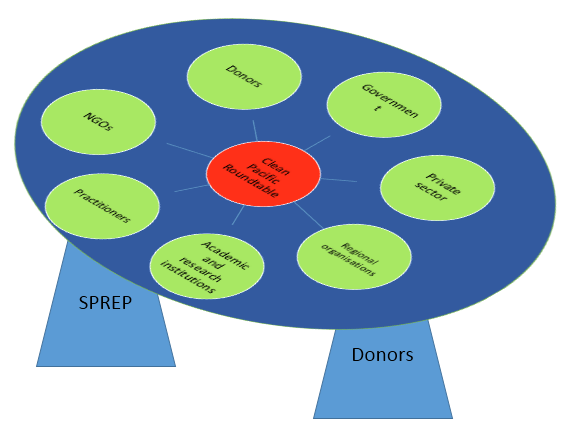 Donors
Governmen
t
NGOs
Clean
Pacific
Roundtable
Private
sector
Practitioners
Academic
and
research
institutions
Regional
organisations
SPREP
Donors